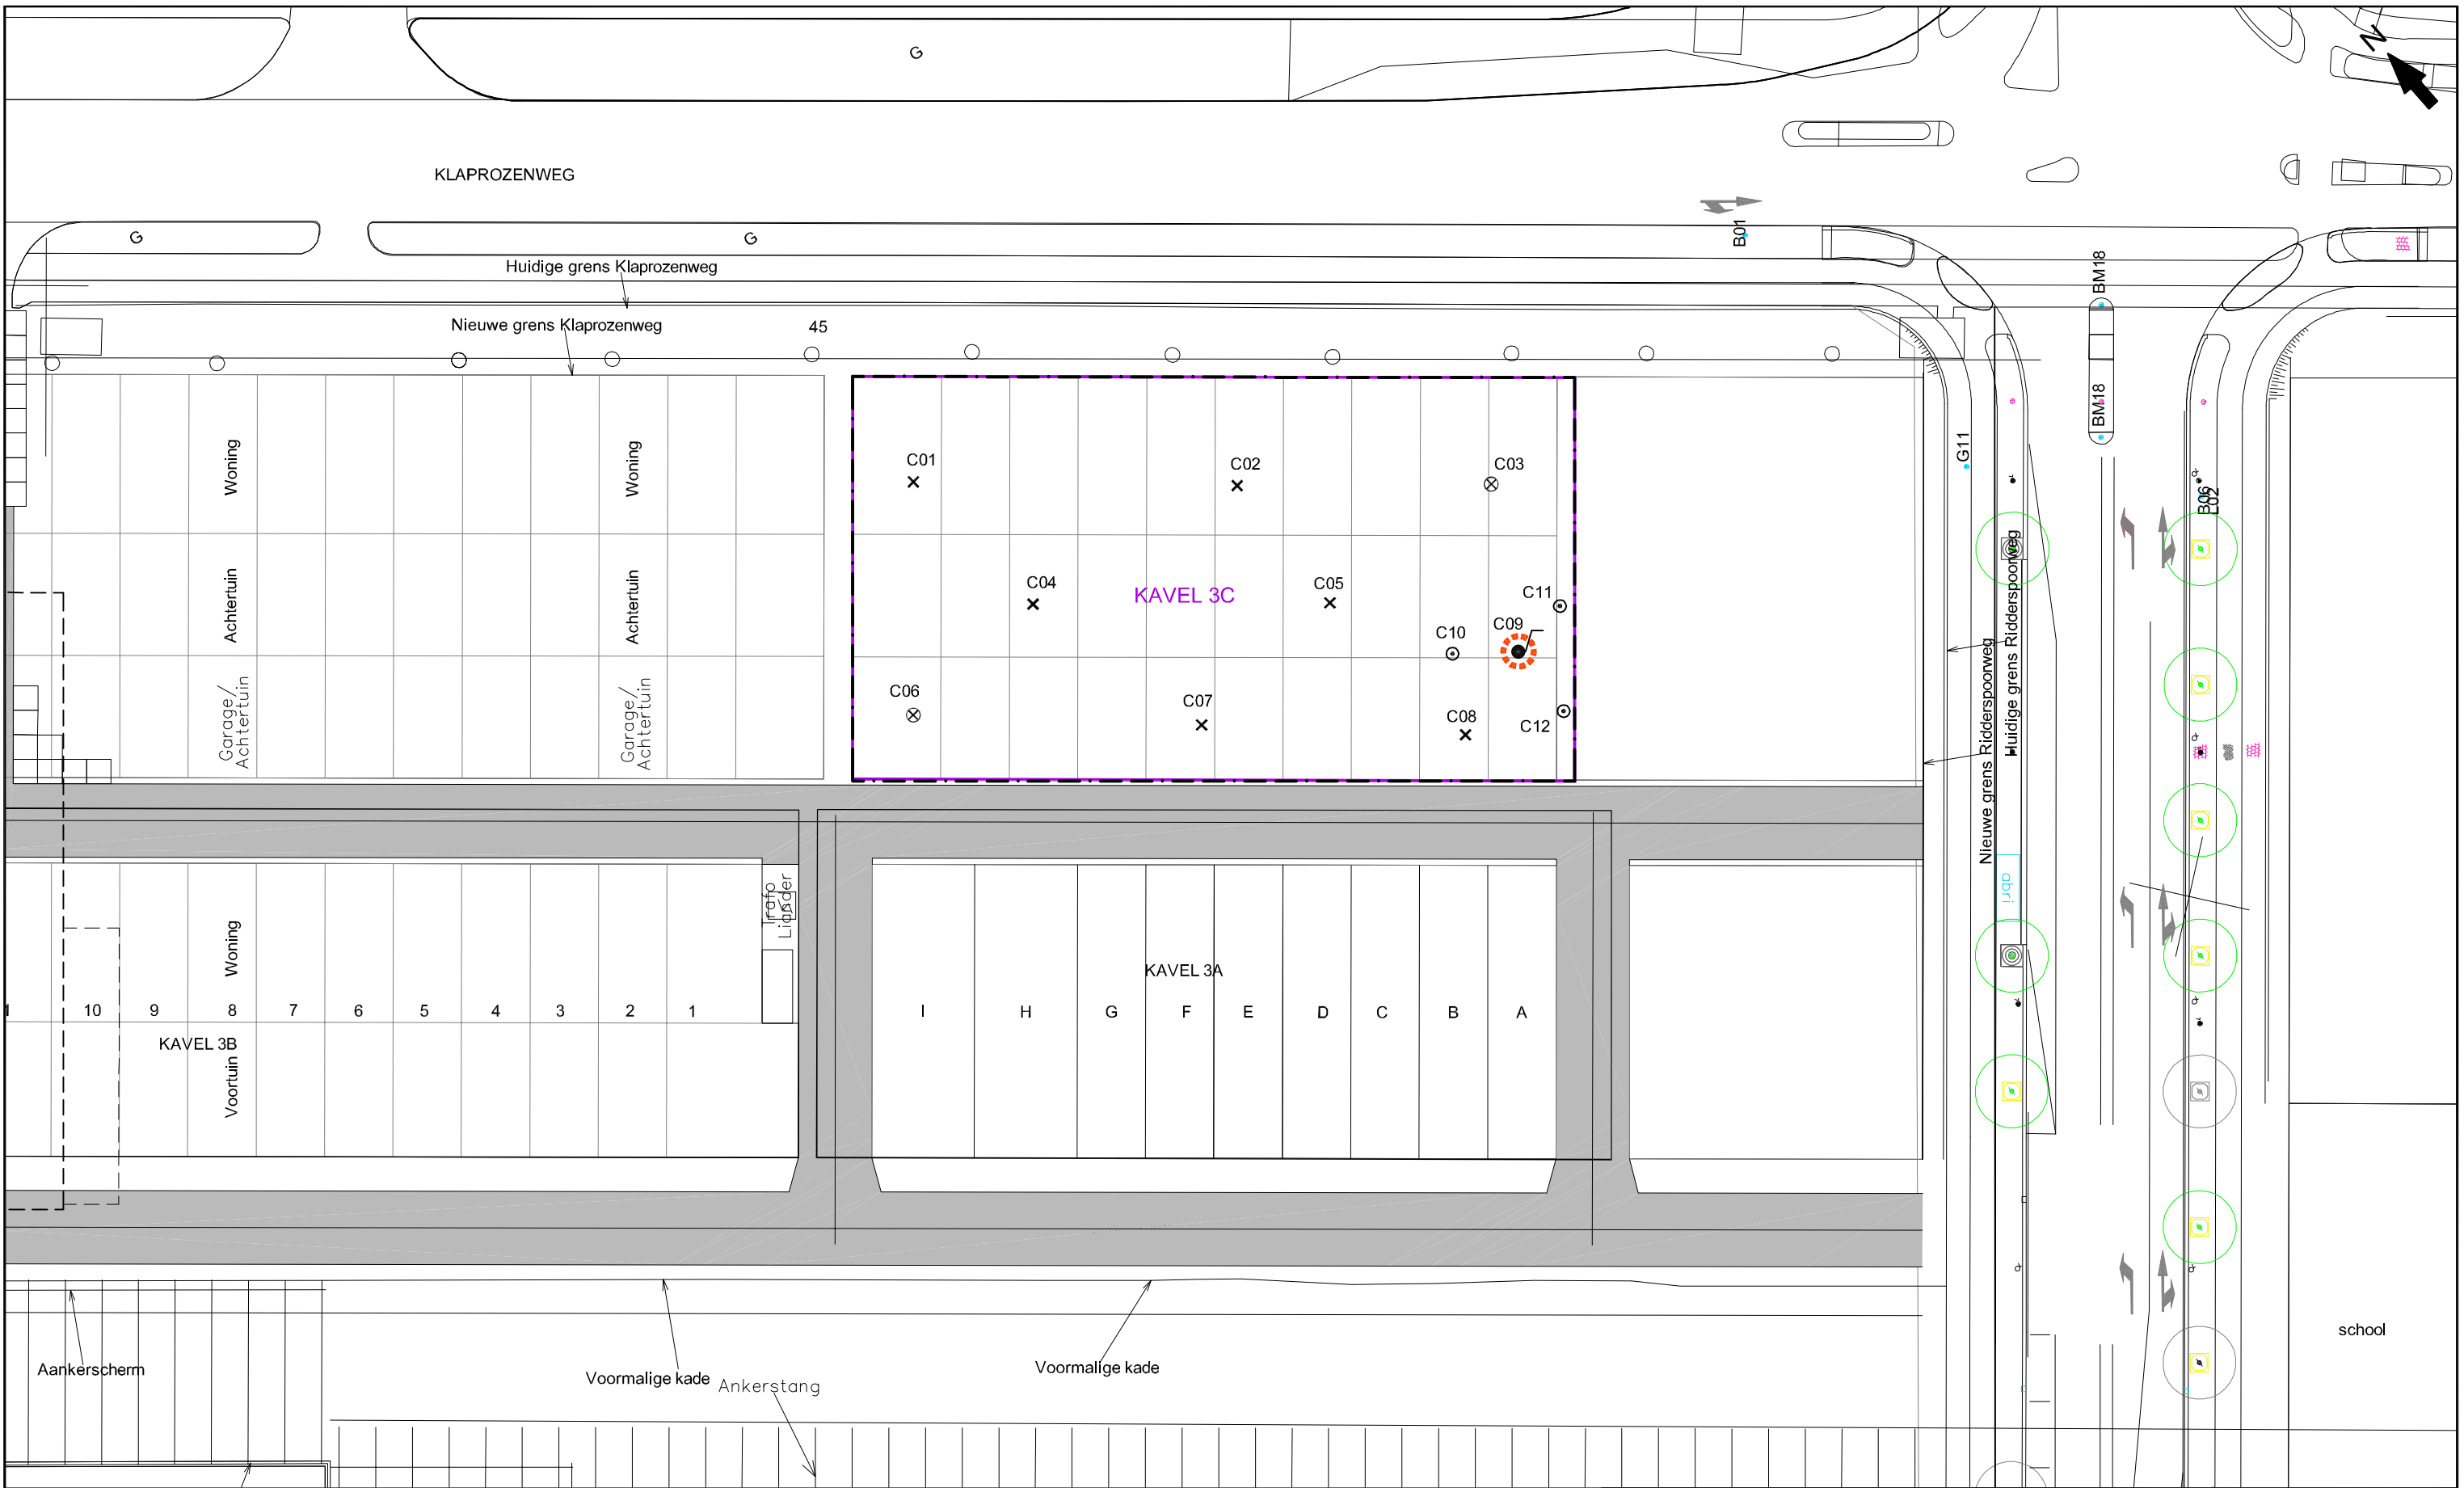 G
N
KLAPROZENWEG
G
G
B01
Huidige grens Klaprozenweg
BM18
Nieuwe grens Klaprozenweg
45
BM18
Woning
Woning
C01
C02
C03
G11
B06
L02
Achtertuin
Achtertuin
C04
KAVEL 3C
C05
C11
C10
C09
Huidige grens Ridderspoorweg
Nieuwe grens Ridderspoorweg
Garage/
Achtertuin
Garage/
Achtertuin
C06
C07
C08
C12
Trafo
Liander
abri
Woning
KAVEL 3A
10
9
8
7
6
5
4
3
2
1
I
H
G
F
E
D
C
B
A
KAVEL 3B
Voortuin
school
Aankerscherm
Voormalige kade
Voormalige kade
Ankerstang